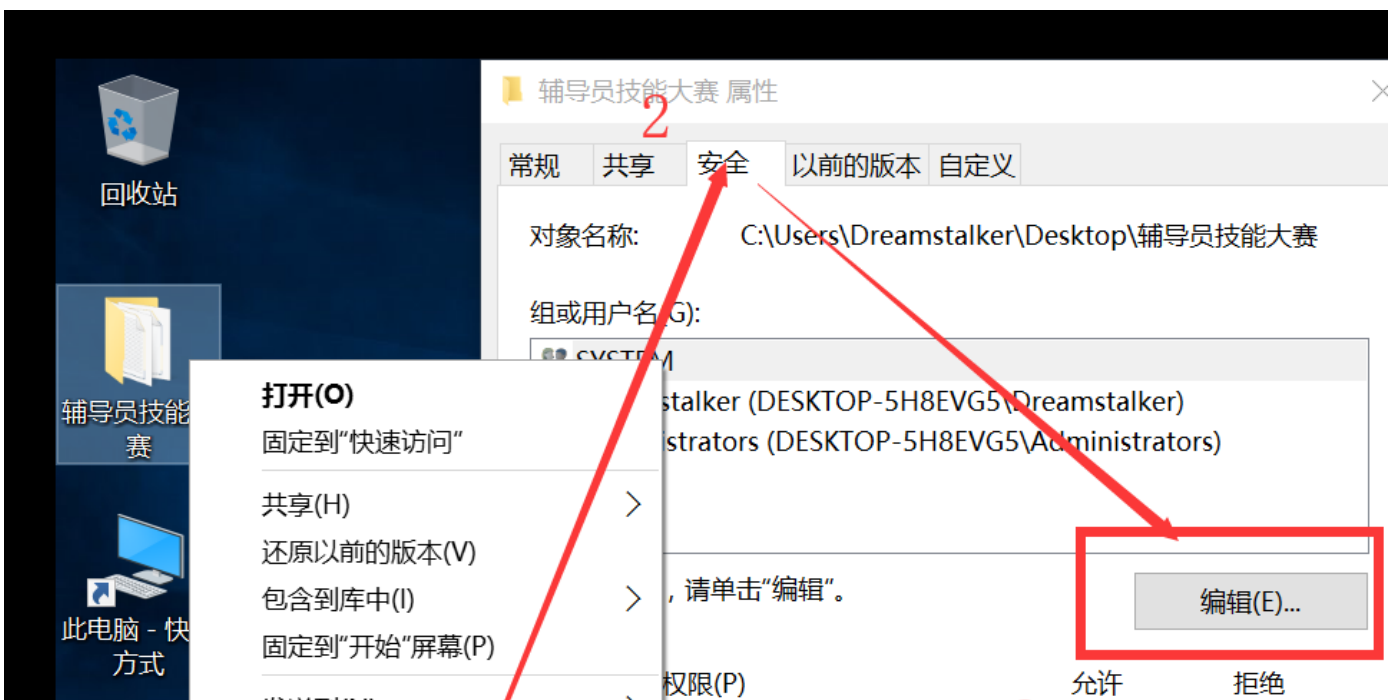 辅导员技能大赛 属性
2
常规
共享
安全
以前的版本
自定义
回收站
对象名称: C:\Users\Dreamstalker\Desktop\辅导员技能大赛
组或用户名(G):
SYSTEM
stalker (DESKTOP-5H8EVG5\Dreamstalker)
istrators (DESKTOP-5H8EVG5\Administrators)
辅导员技能
赛
打开(O)
固定到"快速访问"
共享(H)
还原以前的版本(V)
包含到库中(I)
固定到"开始"屏幕(P)
，请单击"编辑"。
编辑(E)...
此电脑 - 快
方式
权限(P)
允许
拒绝